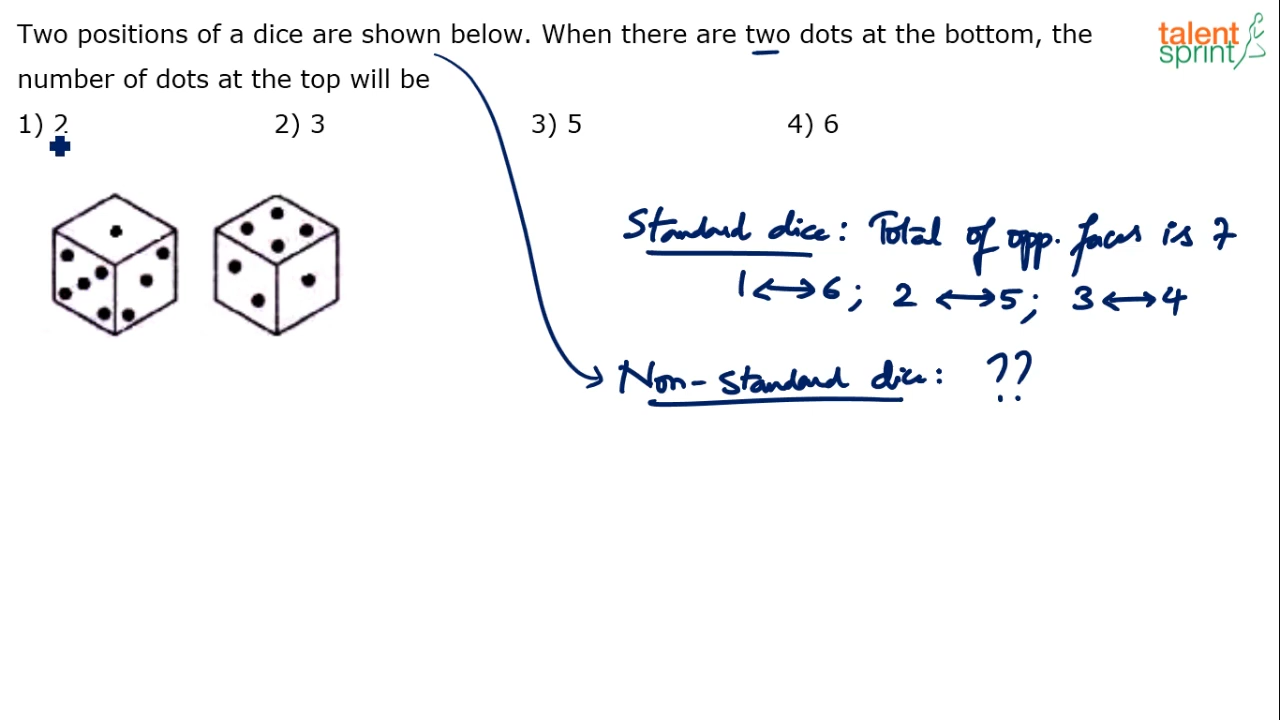 Two positions of a dice are shown below. When there are two dots at the bottom, the
talent
sprint
number of dots at the top will be
1) 2 2) 3 3) 5 4) 6
Standard dice: Total of opp. faces is 7
1↔6; 2↔5; 3↔4
Non-standard dice: ??